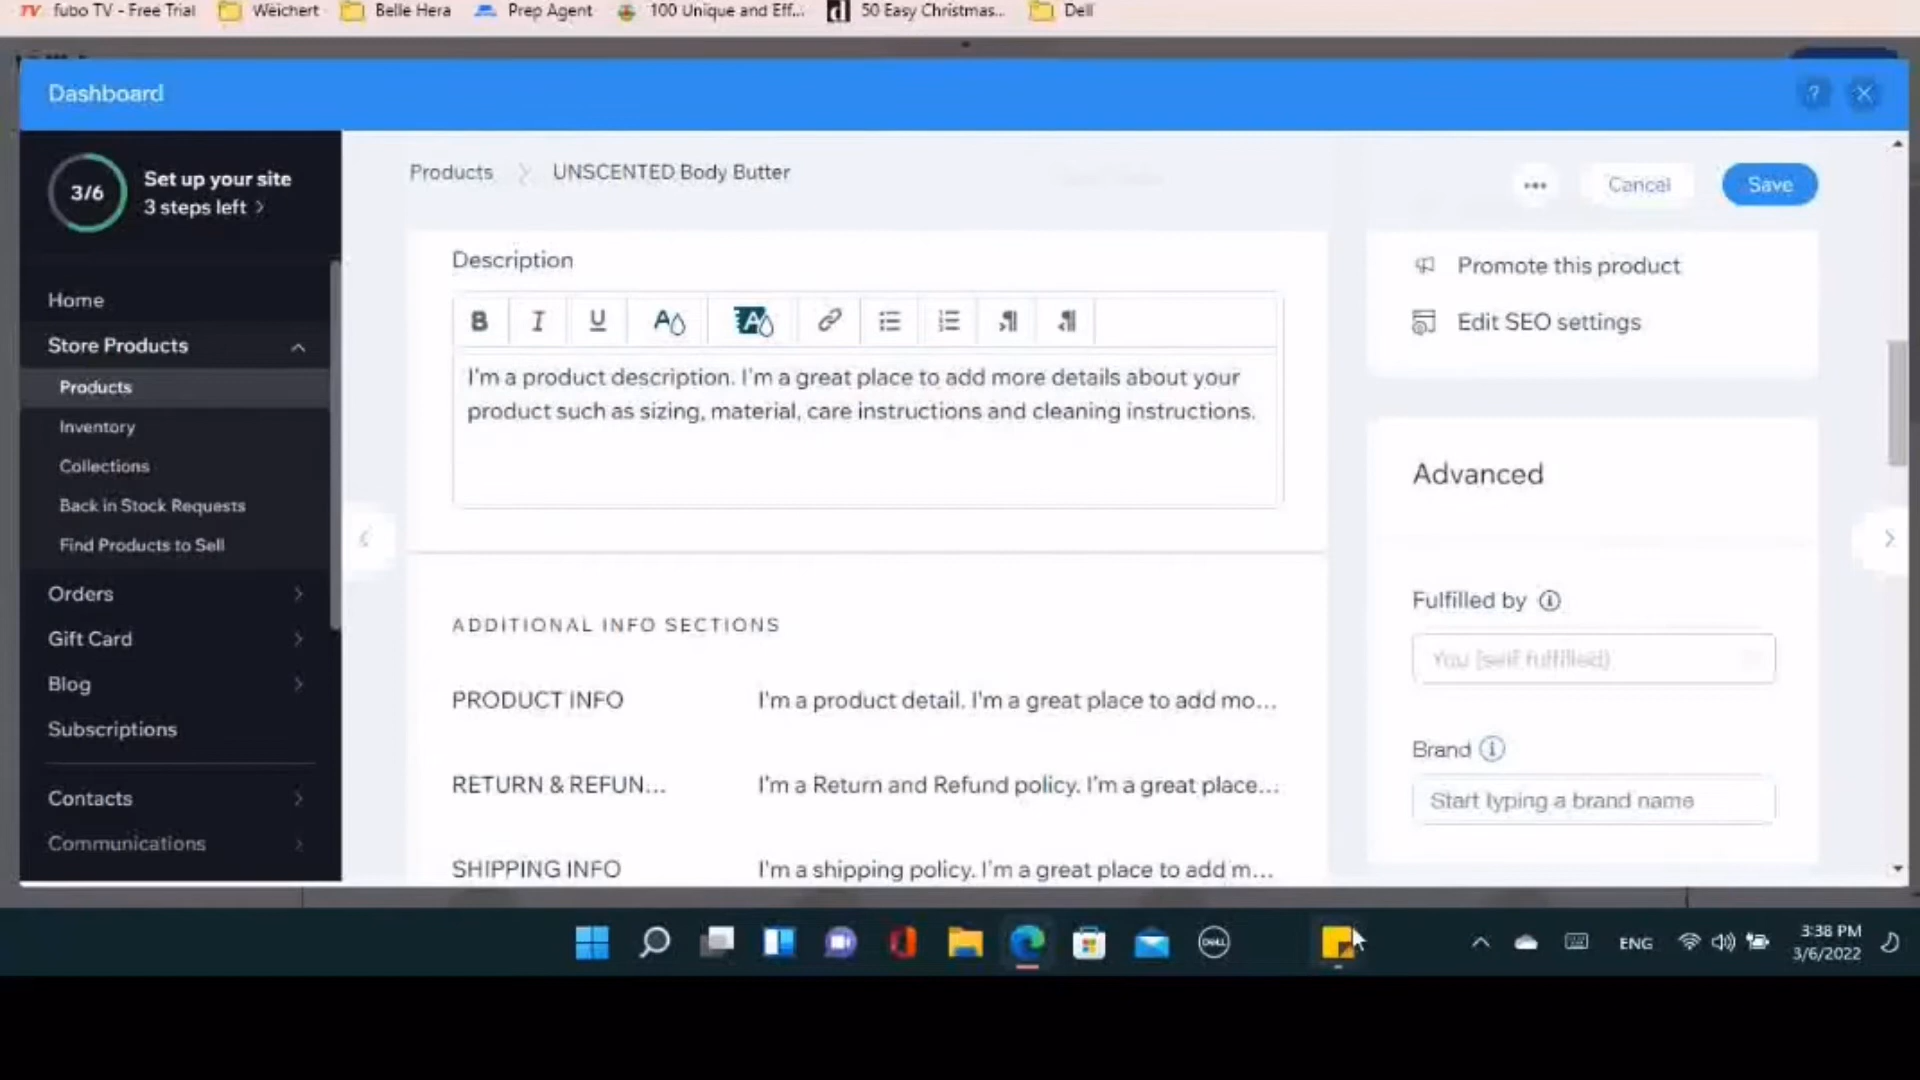 fubo TV - Free Trial Weichert Belle Hera Prep Agent 100 Unique and Eff... 50 Easy Christmas... Dell
Dashboard ?
3/6 Set up your site
3 steps left >
Home
Store Products
Products
Inventory
Collections
Back in Stock Requests
Find Products to Sell
Orders
Gift Card
Blog
Subscriptions
Contacts
Communications
Products > UNSCENTED Body Butter
... Cancel Save
Description
B I U A A
I'm a product description. I'm a great place to add more details about your
product such as sizing, material, care instructions and cleaning instructions.
ADDITIONAL INFO SECTIONS
PRODUCT INFO I'm a product detail. I'm a great place to add mo...
RETURN & REFUN... I'm a Return and Refund policy. I'm a great place...
SHIPPING INFO I'm a shipping policy. I'm a great place to add m...
Promote this product
Edit SEO settings
Advanced
Fulfilled by
You (self fulfilled)
Brand
Start typing a brand name
DELL
ENG
3:38 PM
3/6/2022